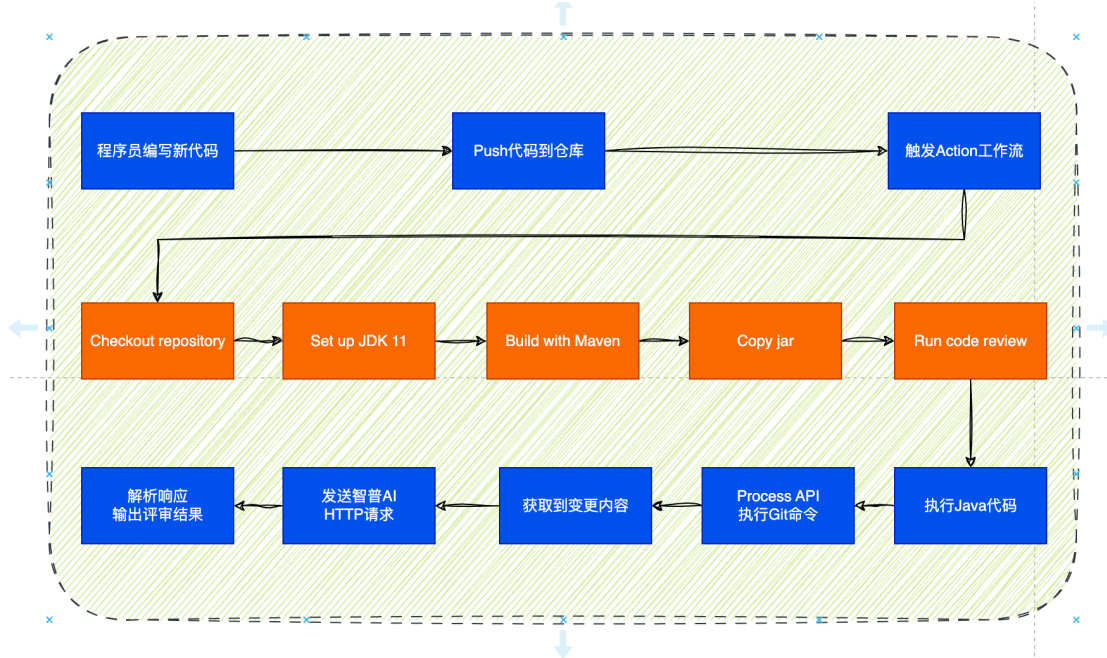 程序员编写新代码
Push代码到仓库
触发Action工作流
Checkout repository
Set up JDK 11
Build with Maven
Copy jar
Run code review
解析响应
输出评审结果
发送智普AI
HTTP请求
获取到变更内容
Process API
执行Git命令
执行Java代码